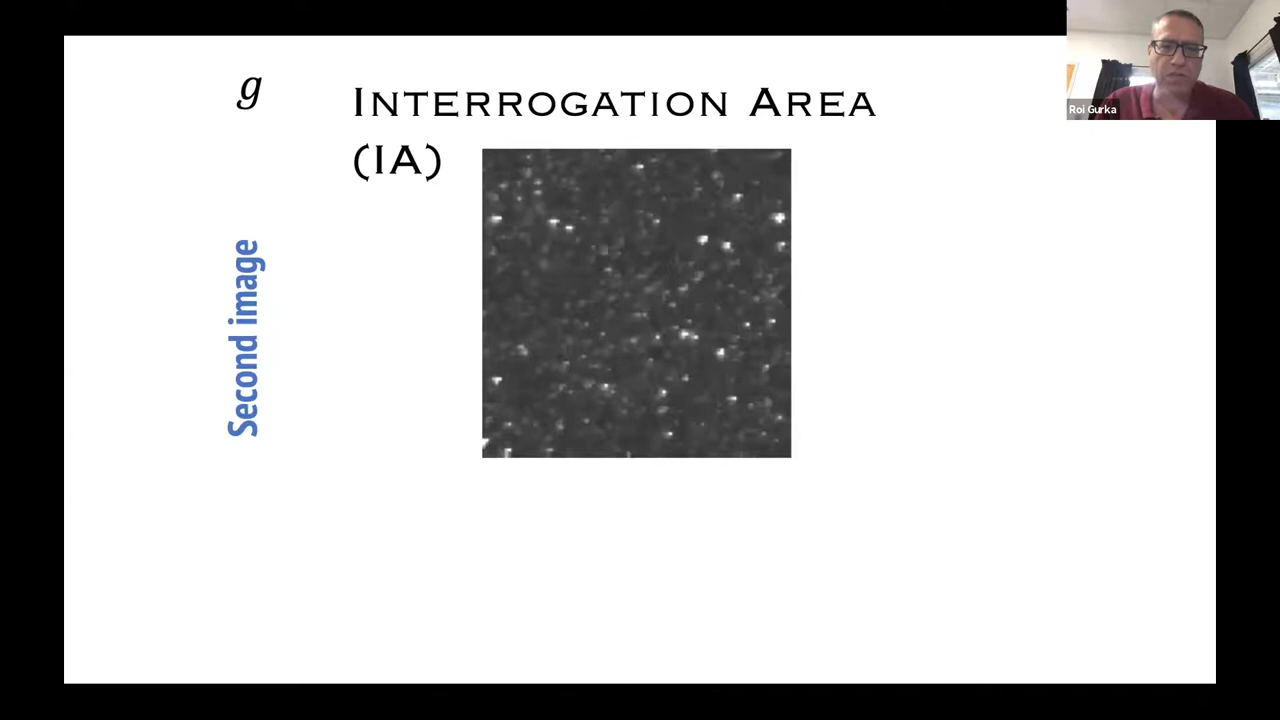 g
INTERROGATION AREA
(IA)
Second image
Roi Gurka